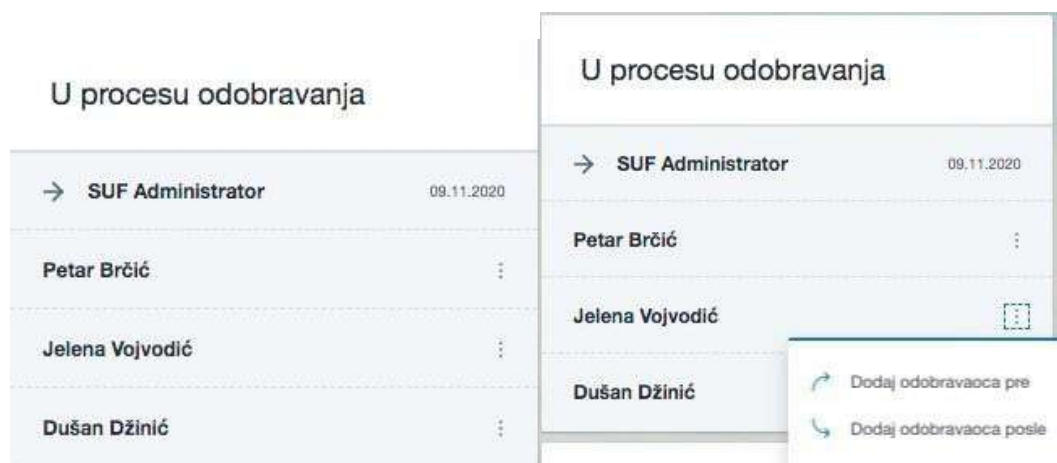 U procesu odobravanja
→ SUF Administrator 09.11.2020
Petar Brčić
Jelena Vojvodić
Dušan Džinić
U procesu odobravanja
→ SUF Administrator 09.11.2020
Petar Brčić
Jelena Vojvodić
Dušan Džinić
Dodaj odobravaoca pre
Dodaj odobravaoca posle